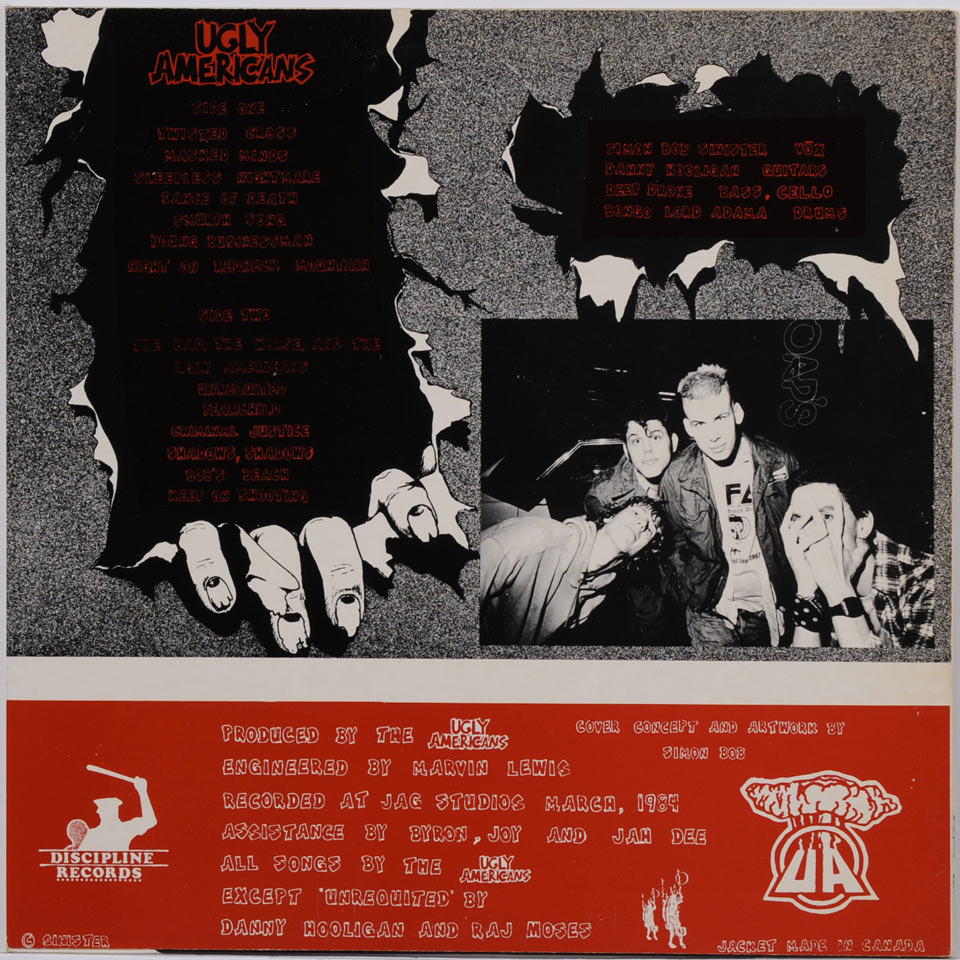 UGLY
AMERICANS
SIDE ONE
TWISTED CROSS
MASKED MINDS
SLEEPLESS NIGHTMARE
DANCE OF DEATH
SMURTH SONG
YOUNG BUSINESSMAN
NIGHT ON REDNECK MOUNTAIN
SIDE TWO
THE BAD, THE WORSE, AND THE
UGLY AMERICANS
UNREQUITED
FEARCHILD
CRIMINAL JUSTICE
SHADOWS, SHADOWS
BOB'S BEACH
KEEP ON SHOOTING
SIMON BOB SINISTER VOX
DANNY HOOLIGAN GUITARS
DEEP DRONE BASS, CELLO
BONGO LORD ADAMA DRUMS
OAP'S
PRODUCED BY THE UGLY AMERICANS
ENGINEERED BY MARVIN LEWIS
RECORDED AT JAG STUDIOS MARCH, 1984
ASSISTANCE BY BYRON, JOY AND JAH DEE
ALL SONGS BY THE UGLY AMERICANS
EXCEPT 'UNREQUITED' BY
DANNY HOOLIGAN AND RAJ MOSES
COVER CONCEPT AND ARTWORK BY
SIMON BOB
DISCIPLINE
RECORDS
UA
© SINISTER
JACKET MADE IN CANADA